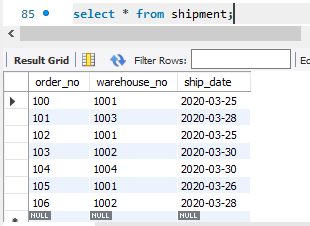 85 select * from shipment;
Result Grid Filter Rows: Ed
order_no warehouse_no ship_date
100 1001 2020-03-25
101 1003 2020-03-28
102 1001 2020-03-25
103 1002 2020-03-30
104 1004 2020-03-30
105 1001 2020-03-26
106 1002 2020-03-28
NULL NULL NULL